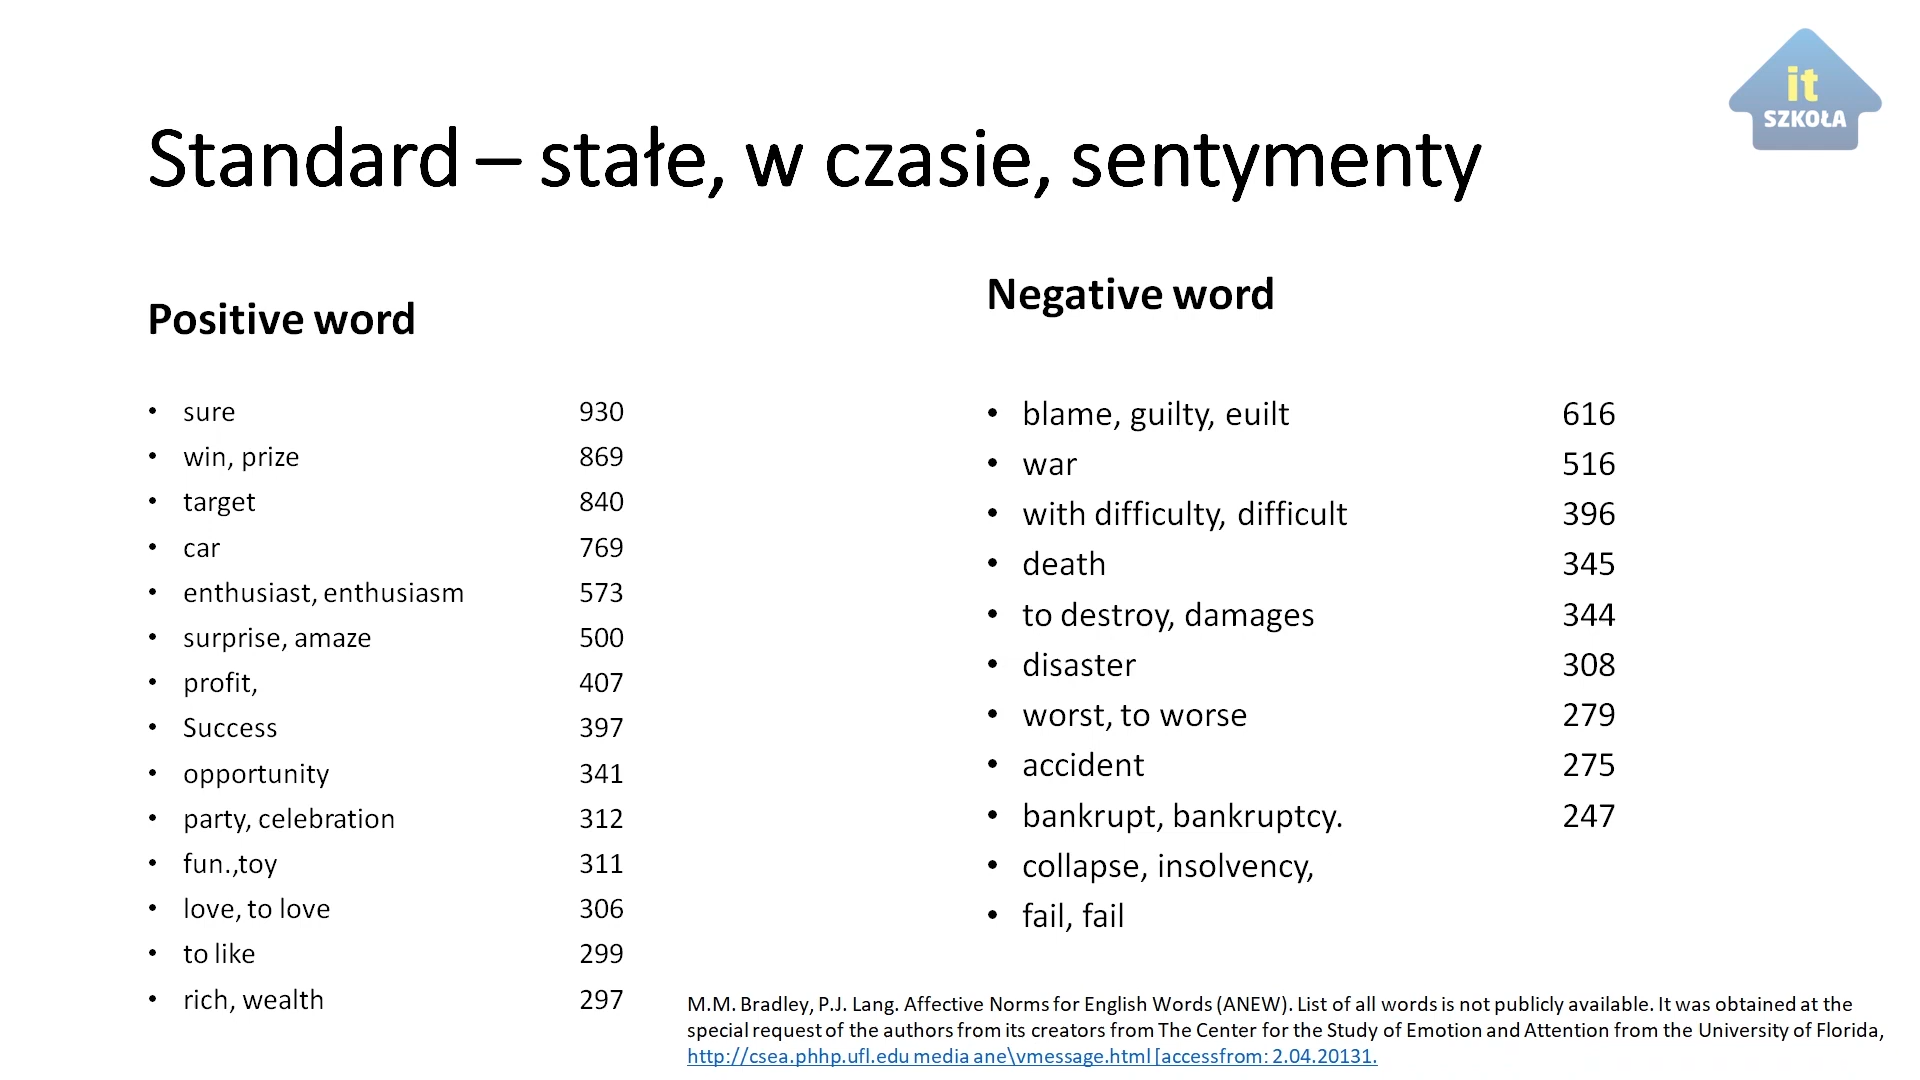 it
SZKOŁA
Standard – stałe, w czasie, sentymenty
Positive word
• sure 930
• win, prize 869
• target 840
• car 769
• enthusiast, enthusiasm 573
• surprise, amaze 500
• profit, 407
• Success 397
• opportunity 341
• party, celebration 312
• fun.,toy 311
• love, to love 306
• to like 299
• rich, wealth 297
Negative word
• blame, guilty, euilt 616
• war 516
• with difficulty, difficult 396
• death 345
• to destroy, damages 344
• disaster 308
• worst, to worse 279
• accident 275
• bankrupt, bankruptcy. 247
• collapse, insolvency,
• fail, fail
M.M. Bradley, P.J. Lang. Affective Norms for English Words (ANEW). List of all words is not publicly available. It was obtained at the
special request of the authors from its creators from The Center for the Study of Emotion and Attention from the University of Florida,
http://csea.phhp.ufl.edu media ane\vmessage.html [accessfrom: 2.04.20131.